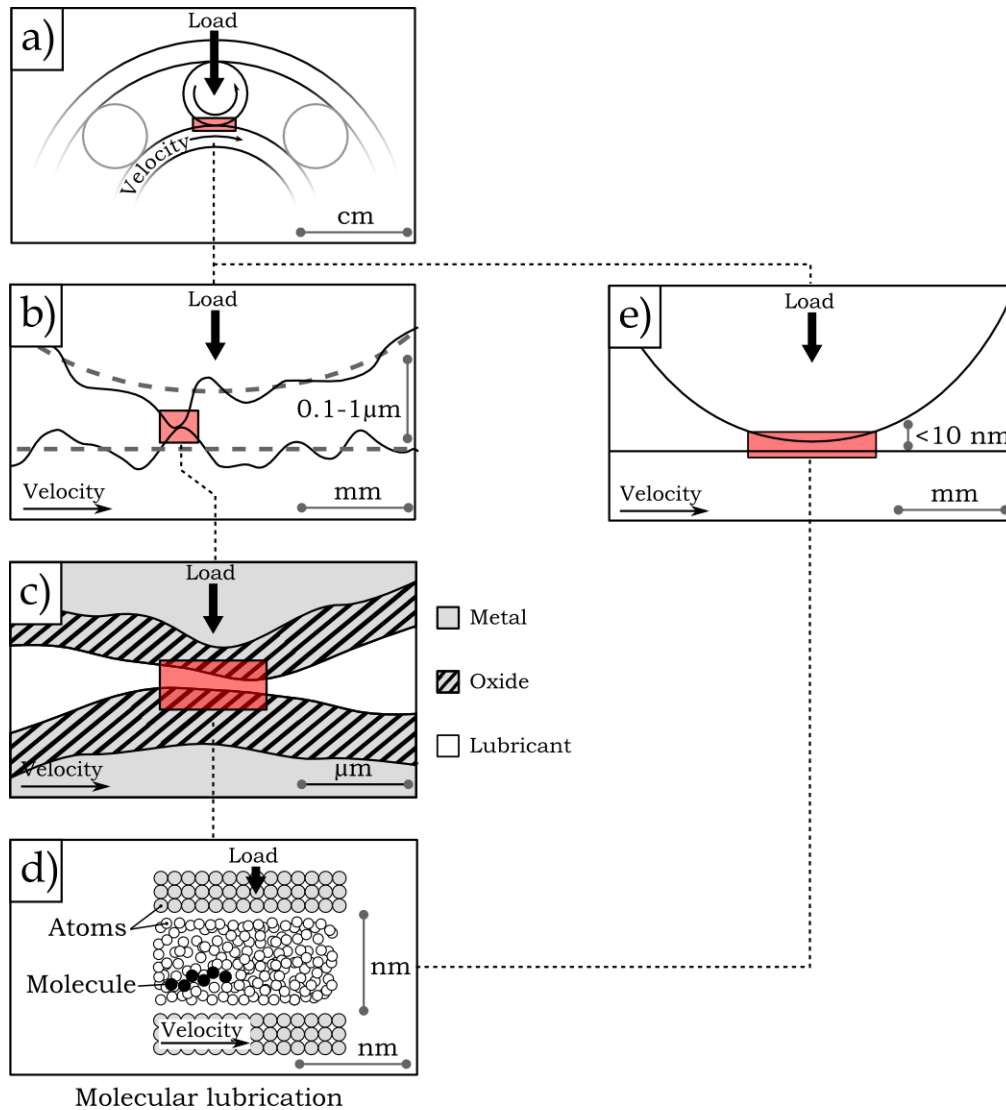 a)
Load
Velocity
cm
b)
Load
0.1-1µm
Velocity
mm
e)
Load
<10 nm
Velocity
mm
c)
Load
Velocity
µm
Metal
Oxide
Lubricant
d)
Load
Atoms
Molecule
nm
Velocity
nm
Molecular lubrication